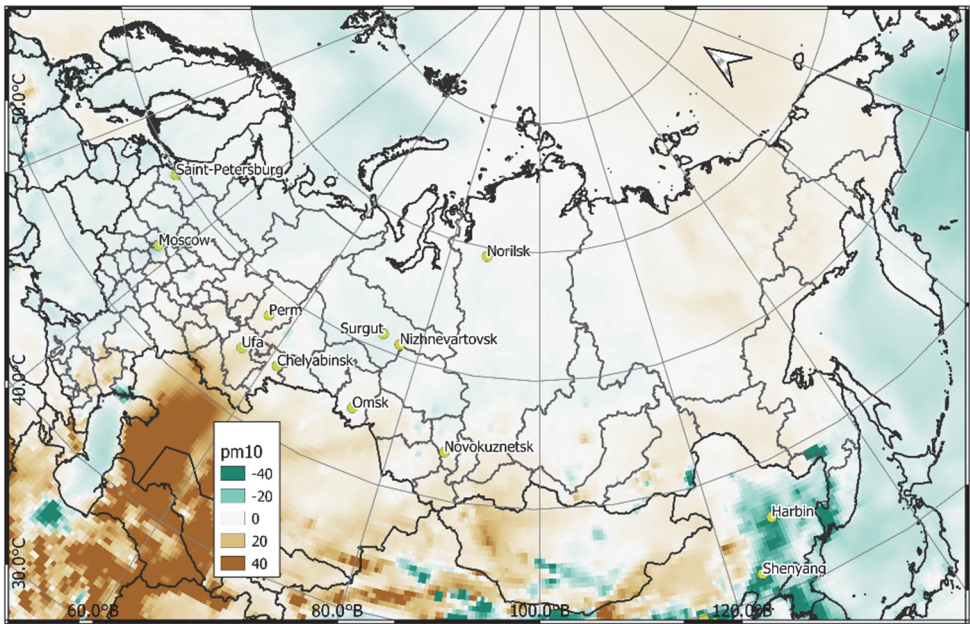 50.0°C
Saint-Petersburg
Moscow
Norilsk
Perm
Surgut
Nizhnevartovsk
Ufa
Chelyabinsk
40.0°C
Omsk
Novokuznetsk
pm10
-40
-20
0
20
40
Harbin
Shenyang
30.0°C
60.0°B
80.0°B
100.0°B
120.0°B